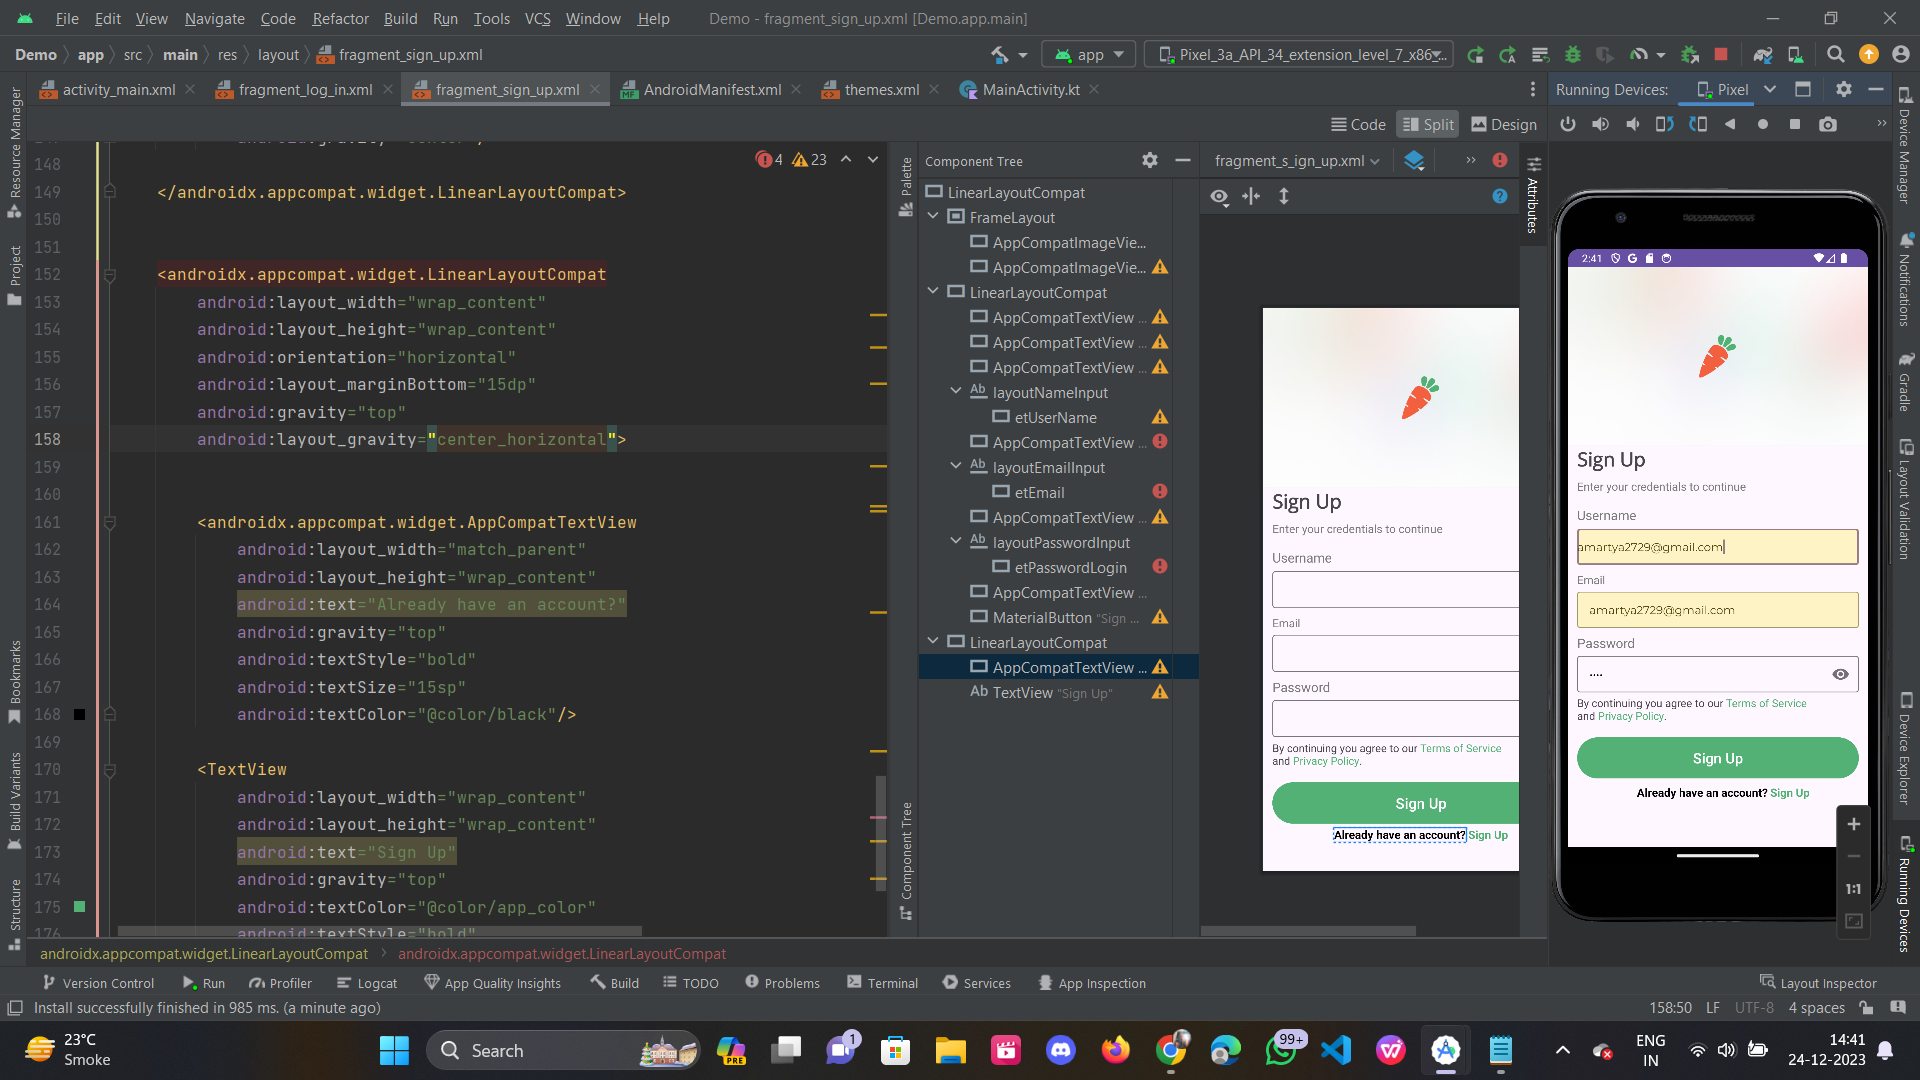 File Edit View Navigate Code Refactor Build Run Tools VCS Window Help Demo - fragment_sign_up.xml [Demo.app.main]
Demo app src main res layout fragment_sign_up.xml app Pixel_3a_API_34_extension_level_7_x86
activity_main.xml fragment_log_in.xml fragment_sign_up.xml AndroidManifest.xml themes.xml MainActivity.kt Running Devices: Pixel
Code Split Design
4 23
148
149 </androidx.appcompat.widget.LinearLayoutCompat>
150
151
152 <androidx.appcompat.widget.LinearLayoutCompat
153 android:layout_width="wrap_content"
154 android:layout_height="wrap_content"
155 android:orientation="horizontal"
156 android:layout_marginBottom="15dp"
157 android:gravity="top"
158 android:layout_gravity="center_horizontal">
159
160
161 <androidx.appcompat.widget.AppCompatTextView
162 android:layout_width="match_parent"
163 android:layout_height="wrap_content"
164 android:text="Already have an account?"
165 android:gravity="top"
166 android:textStyle="bold"
167 android:textSize="15sp"
168 android:textColor="@color/black"/>
169
170 <TextView
171 android:layout_width="wrap_content"
172 android:layout_height="wrap_content"
173 android:text="Sign Up"
174 android:gravity="top"
175 android:textColor="@color/app_color"
176 android:textStyle="bold"
androidx.appcompat.widget.LinearLayoutCompat androidx.appcompat.widget.LinearLayoutCompat
Resource Manager
Project
Bookmarks
Build Variants
Structure
Palette
Component Tree
Component Tree
LinearLayoutCompat
FrameLayout
AppCompatImageVie...
AppCompatImageVie...
LinearLayoutCompat
AppCompatTextView ...
AppCompatTextView ...
AppCompatTextView ...
Ab layoutNameInput
etUserName
AppCompatTextView ...
Ab layoutEmailInput
etEmail
AppCompatTextView ...
Ab layoutPasswordInput
etPasswordLogin
AppCompatTextView ...
MaterialButton "Sign ...
LinearLayoutCompat
AppCompatTextView ...
Ab TextView "Sign Up"
fragment_s_ign_up.xml
Attributes
Sign Up
Enter your credentials to continue
Username
Email
Password
By continuing you agree to our Terms of Service
and Privacy Policy.
Sign Up
Already have an account? Sign Up
2:41
Sign Up
Enter your credentials to continue
Username
amartya2729@gmail.com
Email
amartya2729@gmail.com
Password
....
By continuing you agree to our Terms of Service
and Privacy Policy.
Sign Up
Already have an account? Sign Up
1:1
Device Manager
Notifications
Gradle
Layout Validation
Device Explorer
Running Devices
Version Control Run Profiler Logcat App Quality Insights Build TODO Problems Terminal Services App Inspection Layout Inspector
Install successfully finished in 985 ms. (a minute ago) 158:50 LF UTF-8 4 spaces
23°C
Smoke
Search
PRE
1
99+
ENG
IN
14:41
24-12-2023